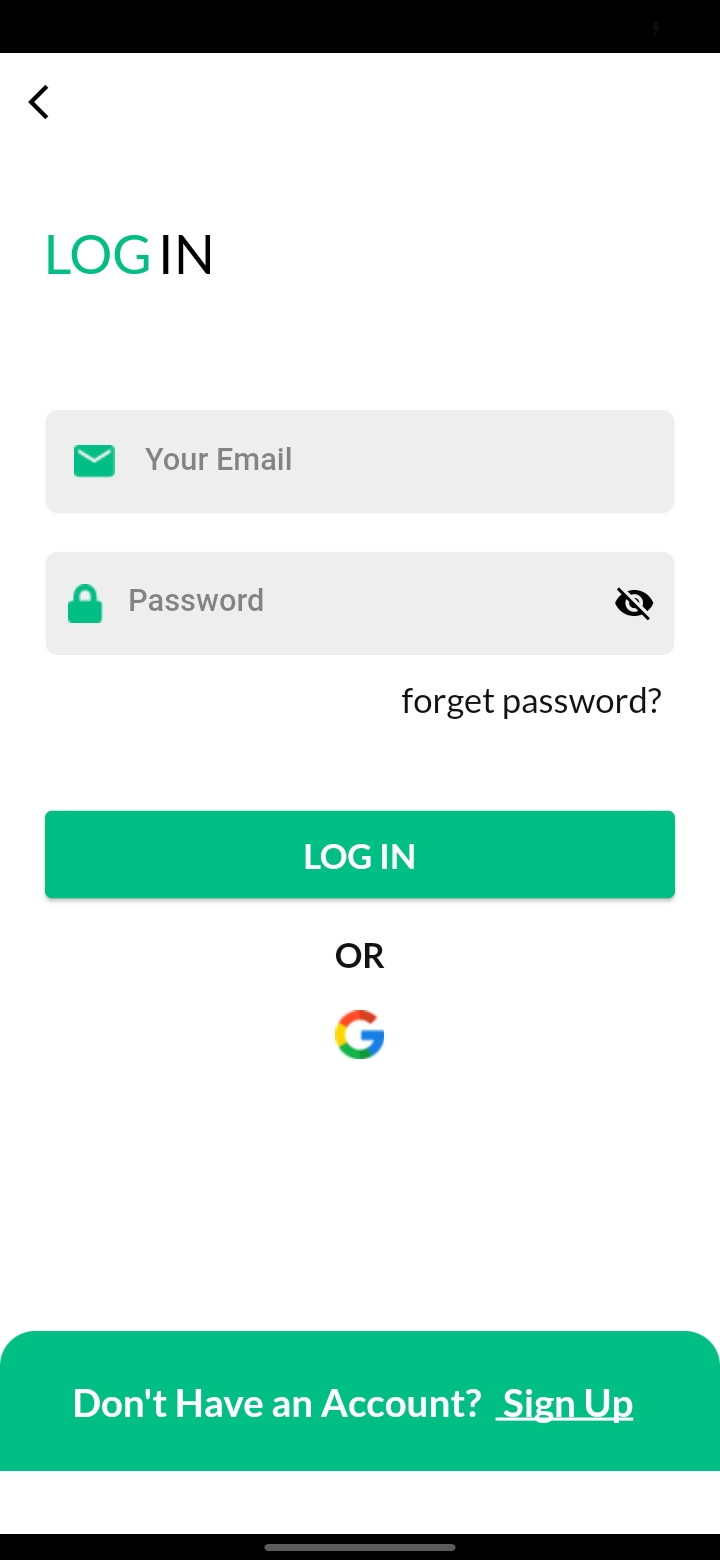 LOG IN
Your Email
Password
forget password?
LOG IN
OR
Don't Have an Account? Sign Up